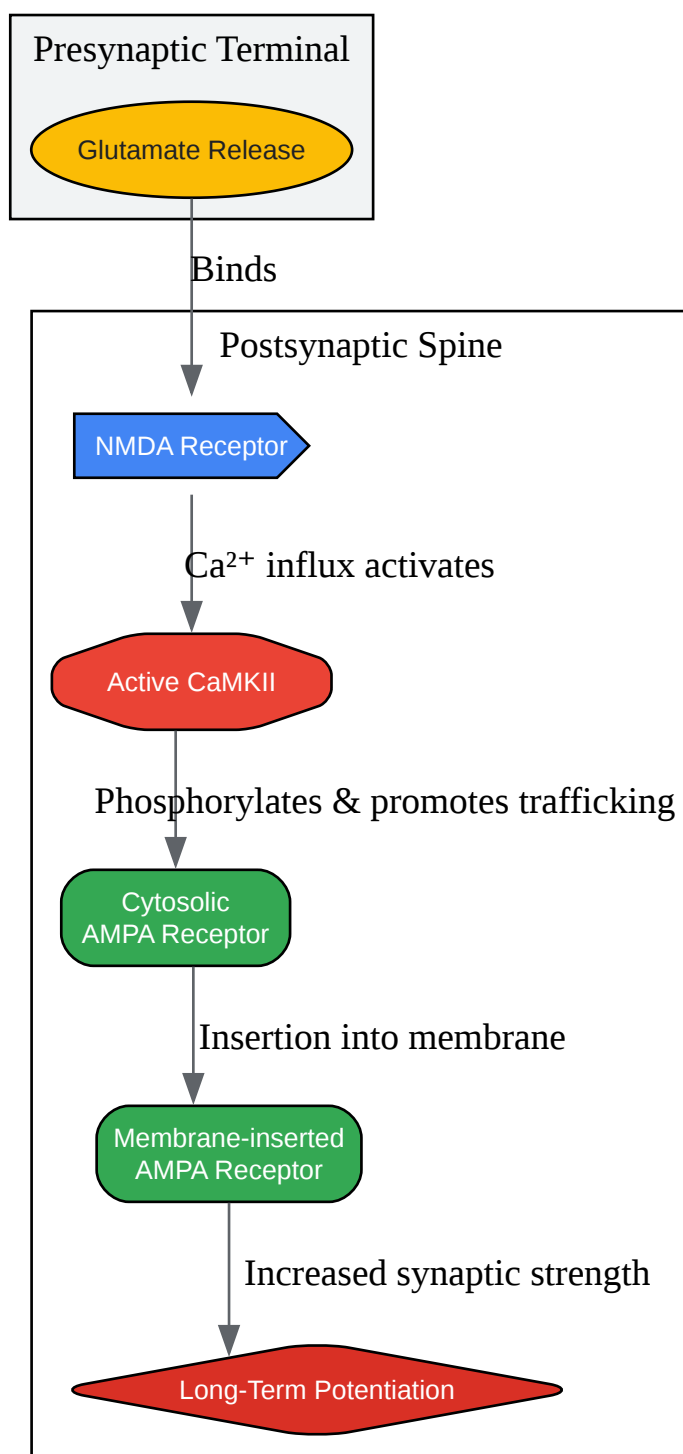 Presynaptic Terminal
Glutamate Release
Binds
Postsynaptic Spine
NMDA Receptor
Ca²⁺ influx activates
Active CaMKII
Phosphorylates & promotes trafficking
Cytosolic
AMPA Receptor
Insertion into membrane
Membrane-inserted
AMPA Receptor
Increased synaptic strength
Long-Term Potentiation